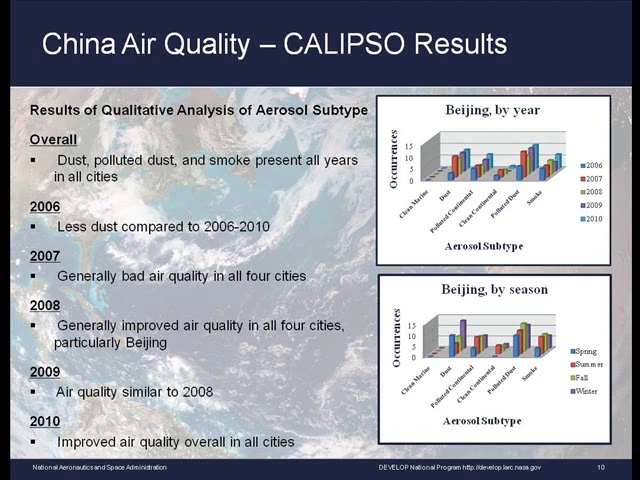 China Air Quality – CALIPSO Results
Results of Qualitative Analysis of Aerosol Subtype
Overall
▪ Dust, polluted dust, and smoke present all years
in all cities
2006
▪ Less dust compared to 2006-2010
2007
▪ Generally bad air quality in all four cities
2008
▪ Generally improved air quality in all four cities,
particularly Beijing
2009
▪ Air quality similar to 2008
2010
▪ Improved air quality overall in all cities
Beijing, by year
Occurrences
15
10
5
0
Clean Marine
Dust
Polluted Continental
Clean Continental
Polluted Dust
Smoke
Aerosol Subtype
2006
2007
2008
2009
2010
Beijing, by season
Occurrences
15
10
5
0
Clean Marine
Dust
Polluted Continental
Clean Continental
Polluted Dust
Smoke
Aerosol Subtype
Spring
Summer
Fall
Winter
National Aeronautics and Space Administration
DEVELOP National Program http://develop.larc.nasa.gov
10